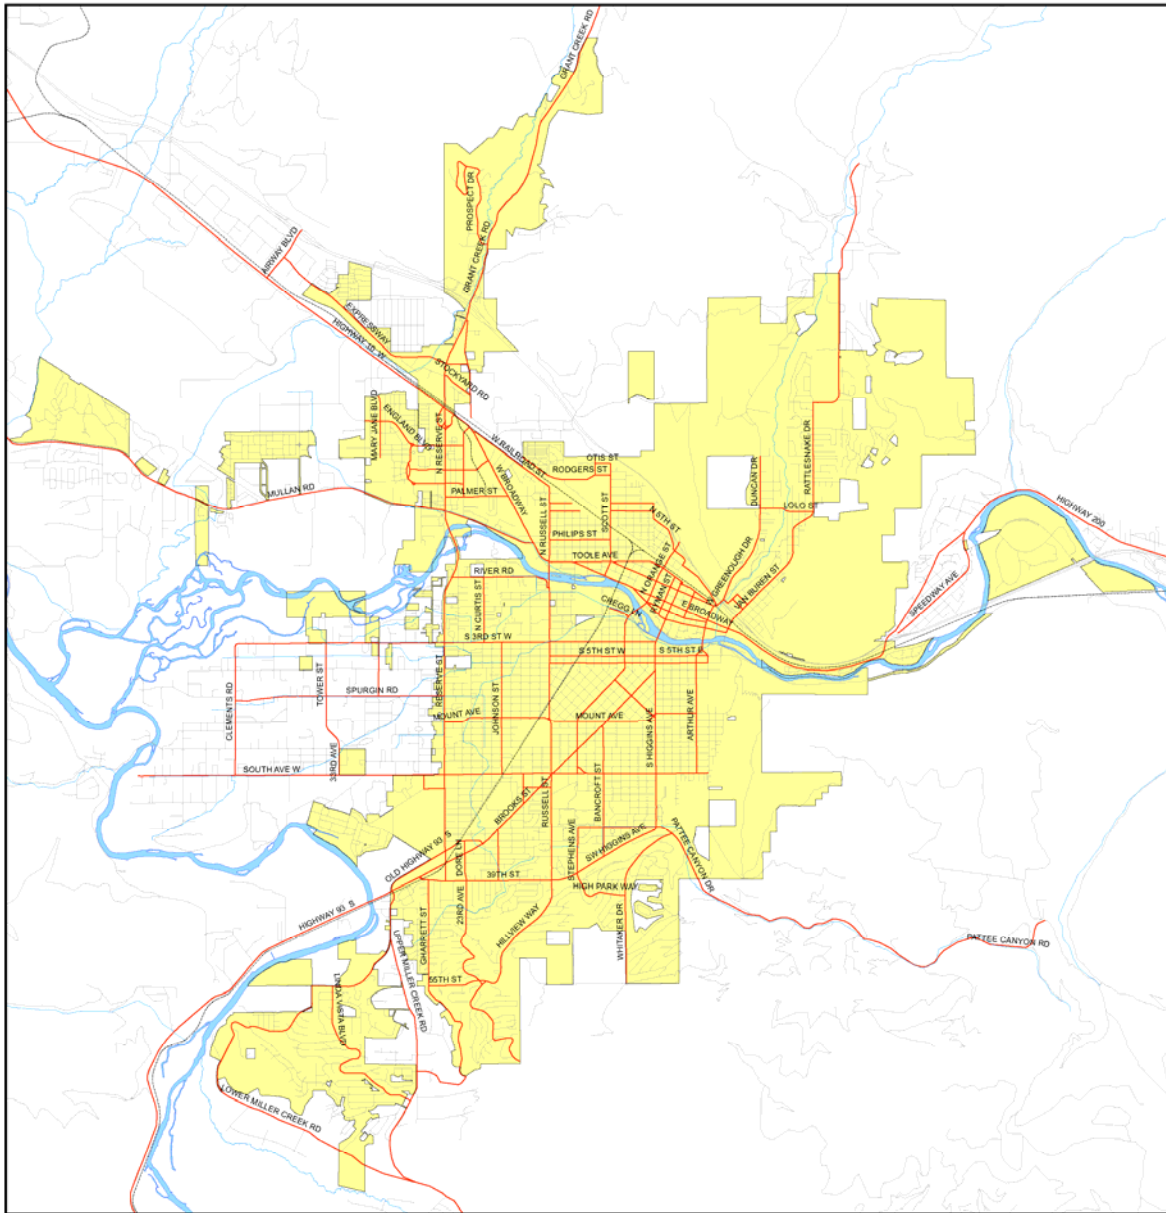 GRANT CREEK RD
PROSPECT DR
GRANT CREEK RD
AIRWAY BLVD
EXPRESSWAY
HIGHWAY 10 W
STOCKYARD RD
MARY JANE BLVD
ENGLAND BLVD
N RESERVE ST
W RAILROAD ST
OTIS ST
RODGERS ST
W BROADWAY
PALMER ST
MULLAN RD
DUNCAN DR
RATTLESNAKE DR
LOLO ST
HIGHWAY 200
N RUSSELL ST
SCOTT ST
N 5TH ST
PHILIPS ST
TOOLE AVE
N ORANGE ST
RYMAN ST
N GREENOUGH DR
VAN BUREN ST
E BROADWAY
CREGG LN
SPEEDWAY AVE
RIVER RD
N CURTIS ST
S 3RD ST W
S 5TH ST W
S 5TH ST E
RESERVE ST
CLEMENTS RD
TOWER ST
SPURGIN RD
33RD AVE
SOUTH AVE W
MOUNT AVE
JOHNSON ST
MOUNT AVE
S HIGGINS AVE
ARTHUR AVE
BROOKS ST
RUSSELL ST
BANCROFT ST
STEPHENS AVE
SW HIGGINS AVE
PATTEE CANYON DR
OLD HIGHWAY 93 S
DORE LN
39TH ST
HIGH PARK WAY
HIGHWAY 93 S
GHARRETT ST
23RD AVE
HILLVIEW WAY
WHITAKER DR
PATTEE CANYON RD
UPPER MILLER CREEK RD
55TH ST
LINDA VISTA BLVD
LOWER MILLER CREEK RD